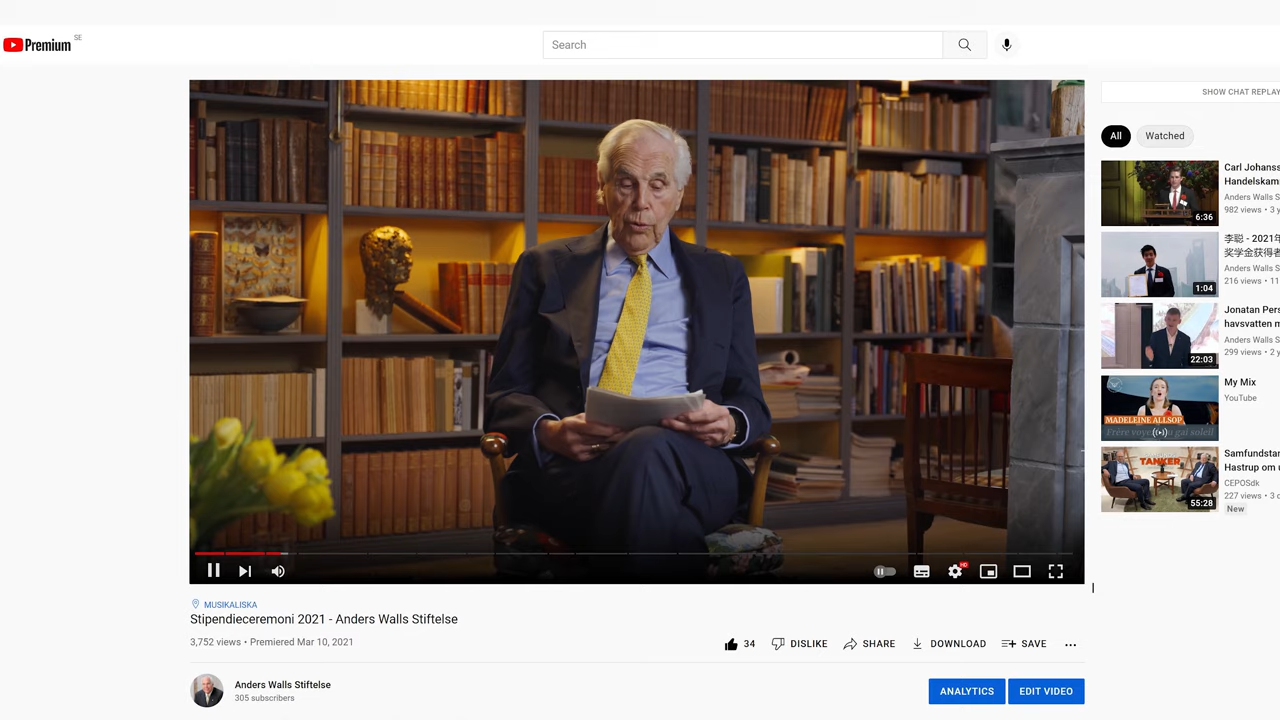 Premium SE
Search
SHOW CHAT REPLAY
All
Watched
6:36
Carl Johanss
Handelskam
Anders Walls S
982 views • 3 y
1:04
李聪 - 2021年
奖学金获得者
Anders Walls S
216 views • 11
22:03
Jonatan Pers
havsvatten m
Anders Walls S
299 views • 2 y
MADELEINE ALLSOP
My Mix
YouTube
TANKER
55:28
Samfundstan
Hastrup om u
CEPOSdk
227 views • 3 d
New
HD
MUSIKALISKA
Stipendieceremoni 2021 - Anders Walls Stiftelse
3,752 views • Premiered Mar 10, 2021
34
DISLIKE
SHARE
DOWNLOAD
SAVE
Anders Walls Stiftelse
305 subscribers
ANALYTICS
EDIT VIDEO